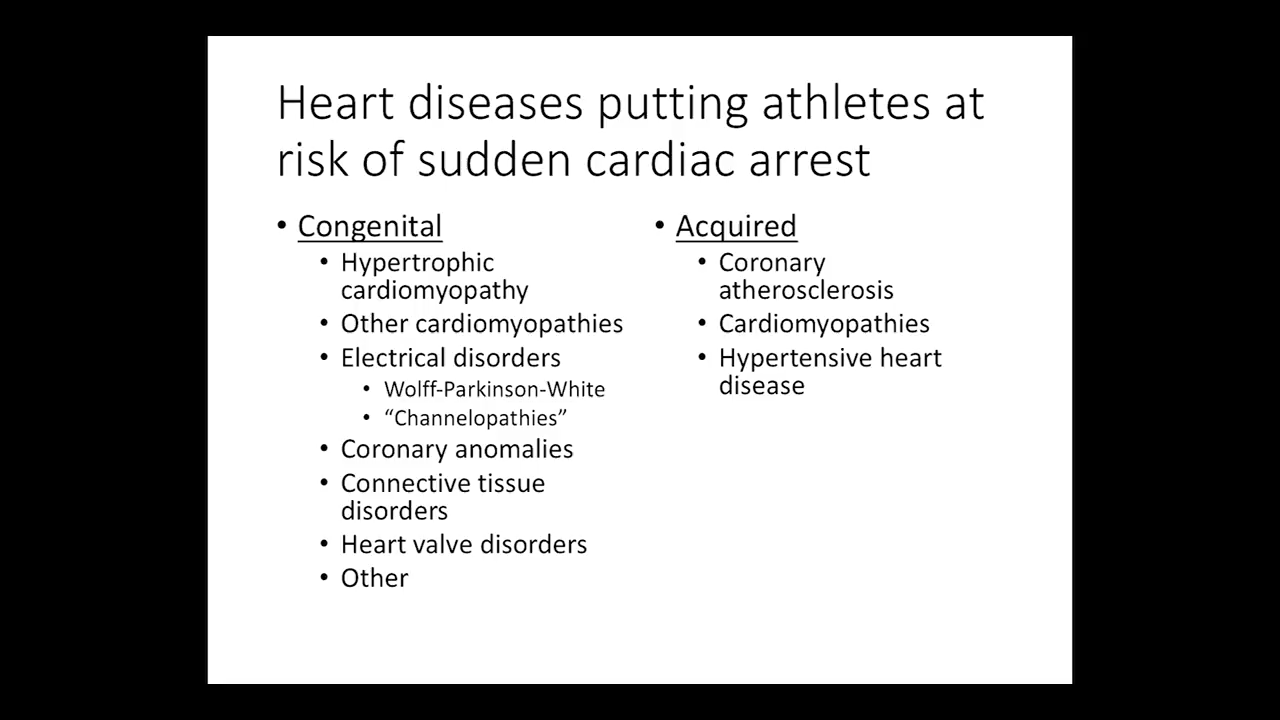 Heart diseases putting athletes at
risk of sudden cardiac arrest
• Congenital
• Hypertrophic
cardiomyopathy
• Other cardiomyopathies
• Electrical disorders
• Wolff-Parkinson-White
• “Channelopathies”
• Coronary anomalies
• Connective tissue
disorders
• Heart valve disorders
• Other
• Acquired
• Coronary
atherosclerosis
• Cardiomyopathies
• Hypertensive heart
disease